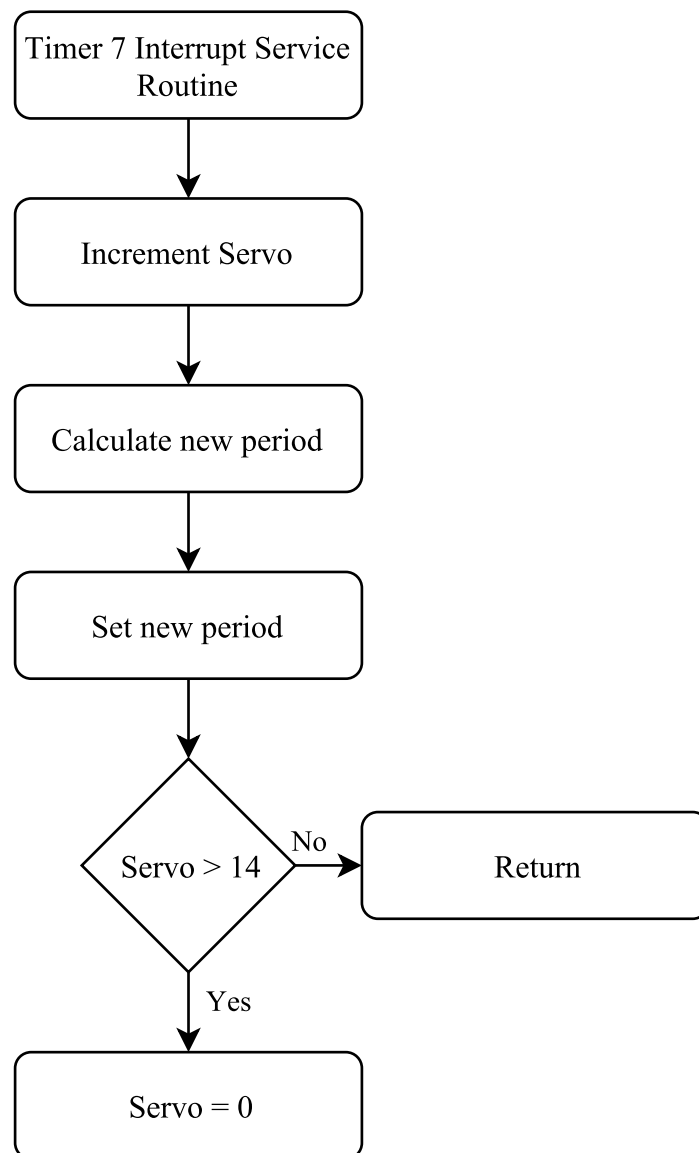 Timer 7 Interrupt Service
Routine
Increment Servo
Calculate new period
Set new period
Servo > 14
No
Return
Yes
Servo = 0